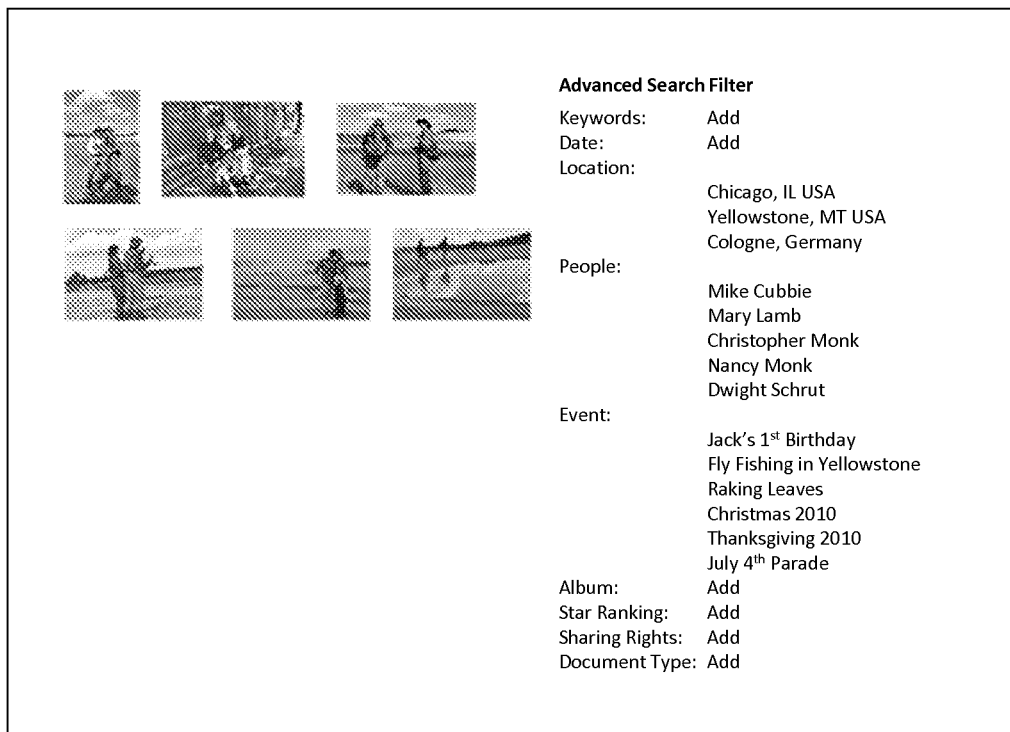 Advanced Search Filter
Keywords: Add
Date: Add
Location:
Chicago, IL USA
Yellowstone, MT USA
Cologne, Germany
People:
Mike Cubbie
Mary Lamb
Christopher Monk
Nancy Monk
Dwight Schrut
Event:
Jack’s 1st Birthday
Fly Fishing in Yellowstone
Raking Leaves
Christmas 2010
Thanksgiving 2010
July 4th Parade
Album: Add
Star Ranking: Add
Sharing Rights: Add
Document Type: Add